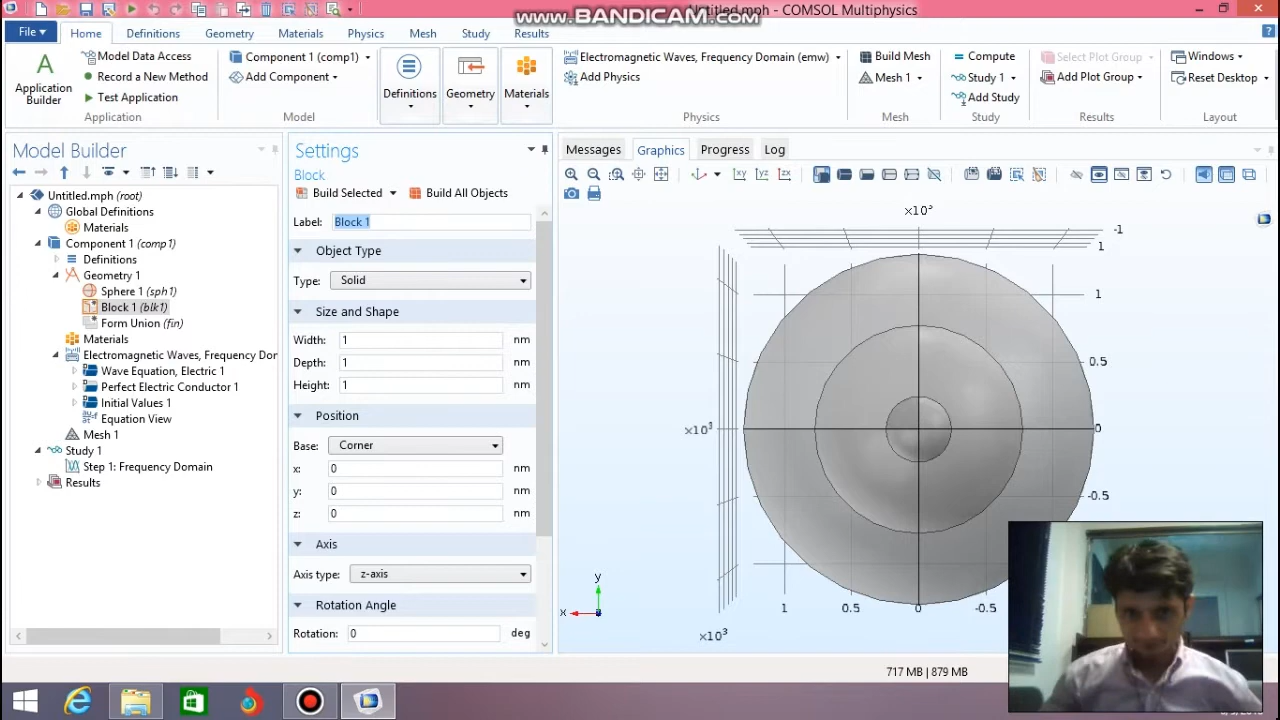 www.BANDICAM.com
Untitled.mph - COMSOL Multiphysics
File
Home
Definitions
Geometry
Materials
Physics
Mesh
Study
Results
Application Builder
Model Data Access
Record a New Method
Test Application
Application
Component 1 (comp1)
Add Component
Model
Definitions
Geometry
Materials
Electromagnetic Waves, Frequency Domain (emw)
Add Physics
Physics
Build Mesh
Mesh 1
Mesh
Compute
Study 1
Add Study
Study
Select Plot Group
Add Plot Group
Results
Windows
Reset Desktop
Layout
Model Builder
Untitled.mph (root)
Global Definitions
Materials
Component 1 (comp1)
Definitions
Geometry 1
Sphere 1 (sph1)
Block 1 (blk1)
Form Union (fin)
Materials
Electromagnetic Waves, Frequency Dor
Wave Equation, Electric 1
Perfect Electric Conductor 1
Initial Values 1
Equation View
Mesh 1
Study 1
Step 1: Frequency Domain
Results
Settings
Block
Build Selected
Build All Objects
Label: Block 1
Object Type
Type: Solid
Size and Shape
Width: 1 nm
Depth: 1 nm
Height: 1 nm
Position
Base: Corner
x: 0 nm
y: 0 nm
z: 0 nm
Axis
Axis type: z-axis
Rotation Angle
Rotation: 0 deg
Messages
Graphics
Progress
Log
×10³
-1
1
1
0.5
×10³
0
-0.5
y
x
1
0.5
0
-0.5
×10³
717 MB | 879 MB